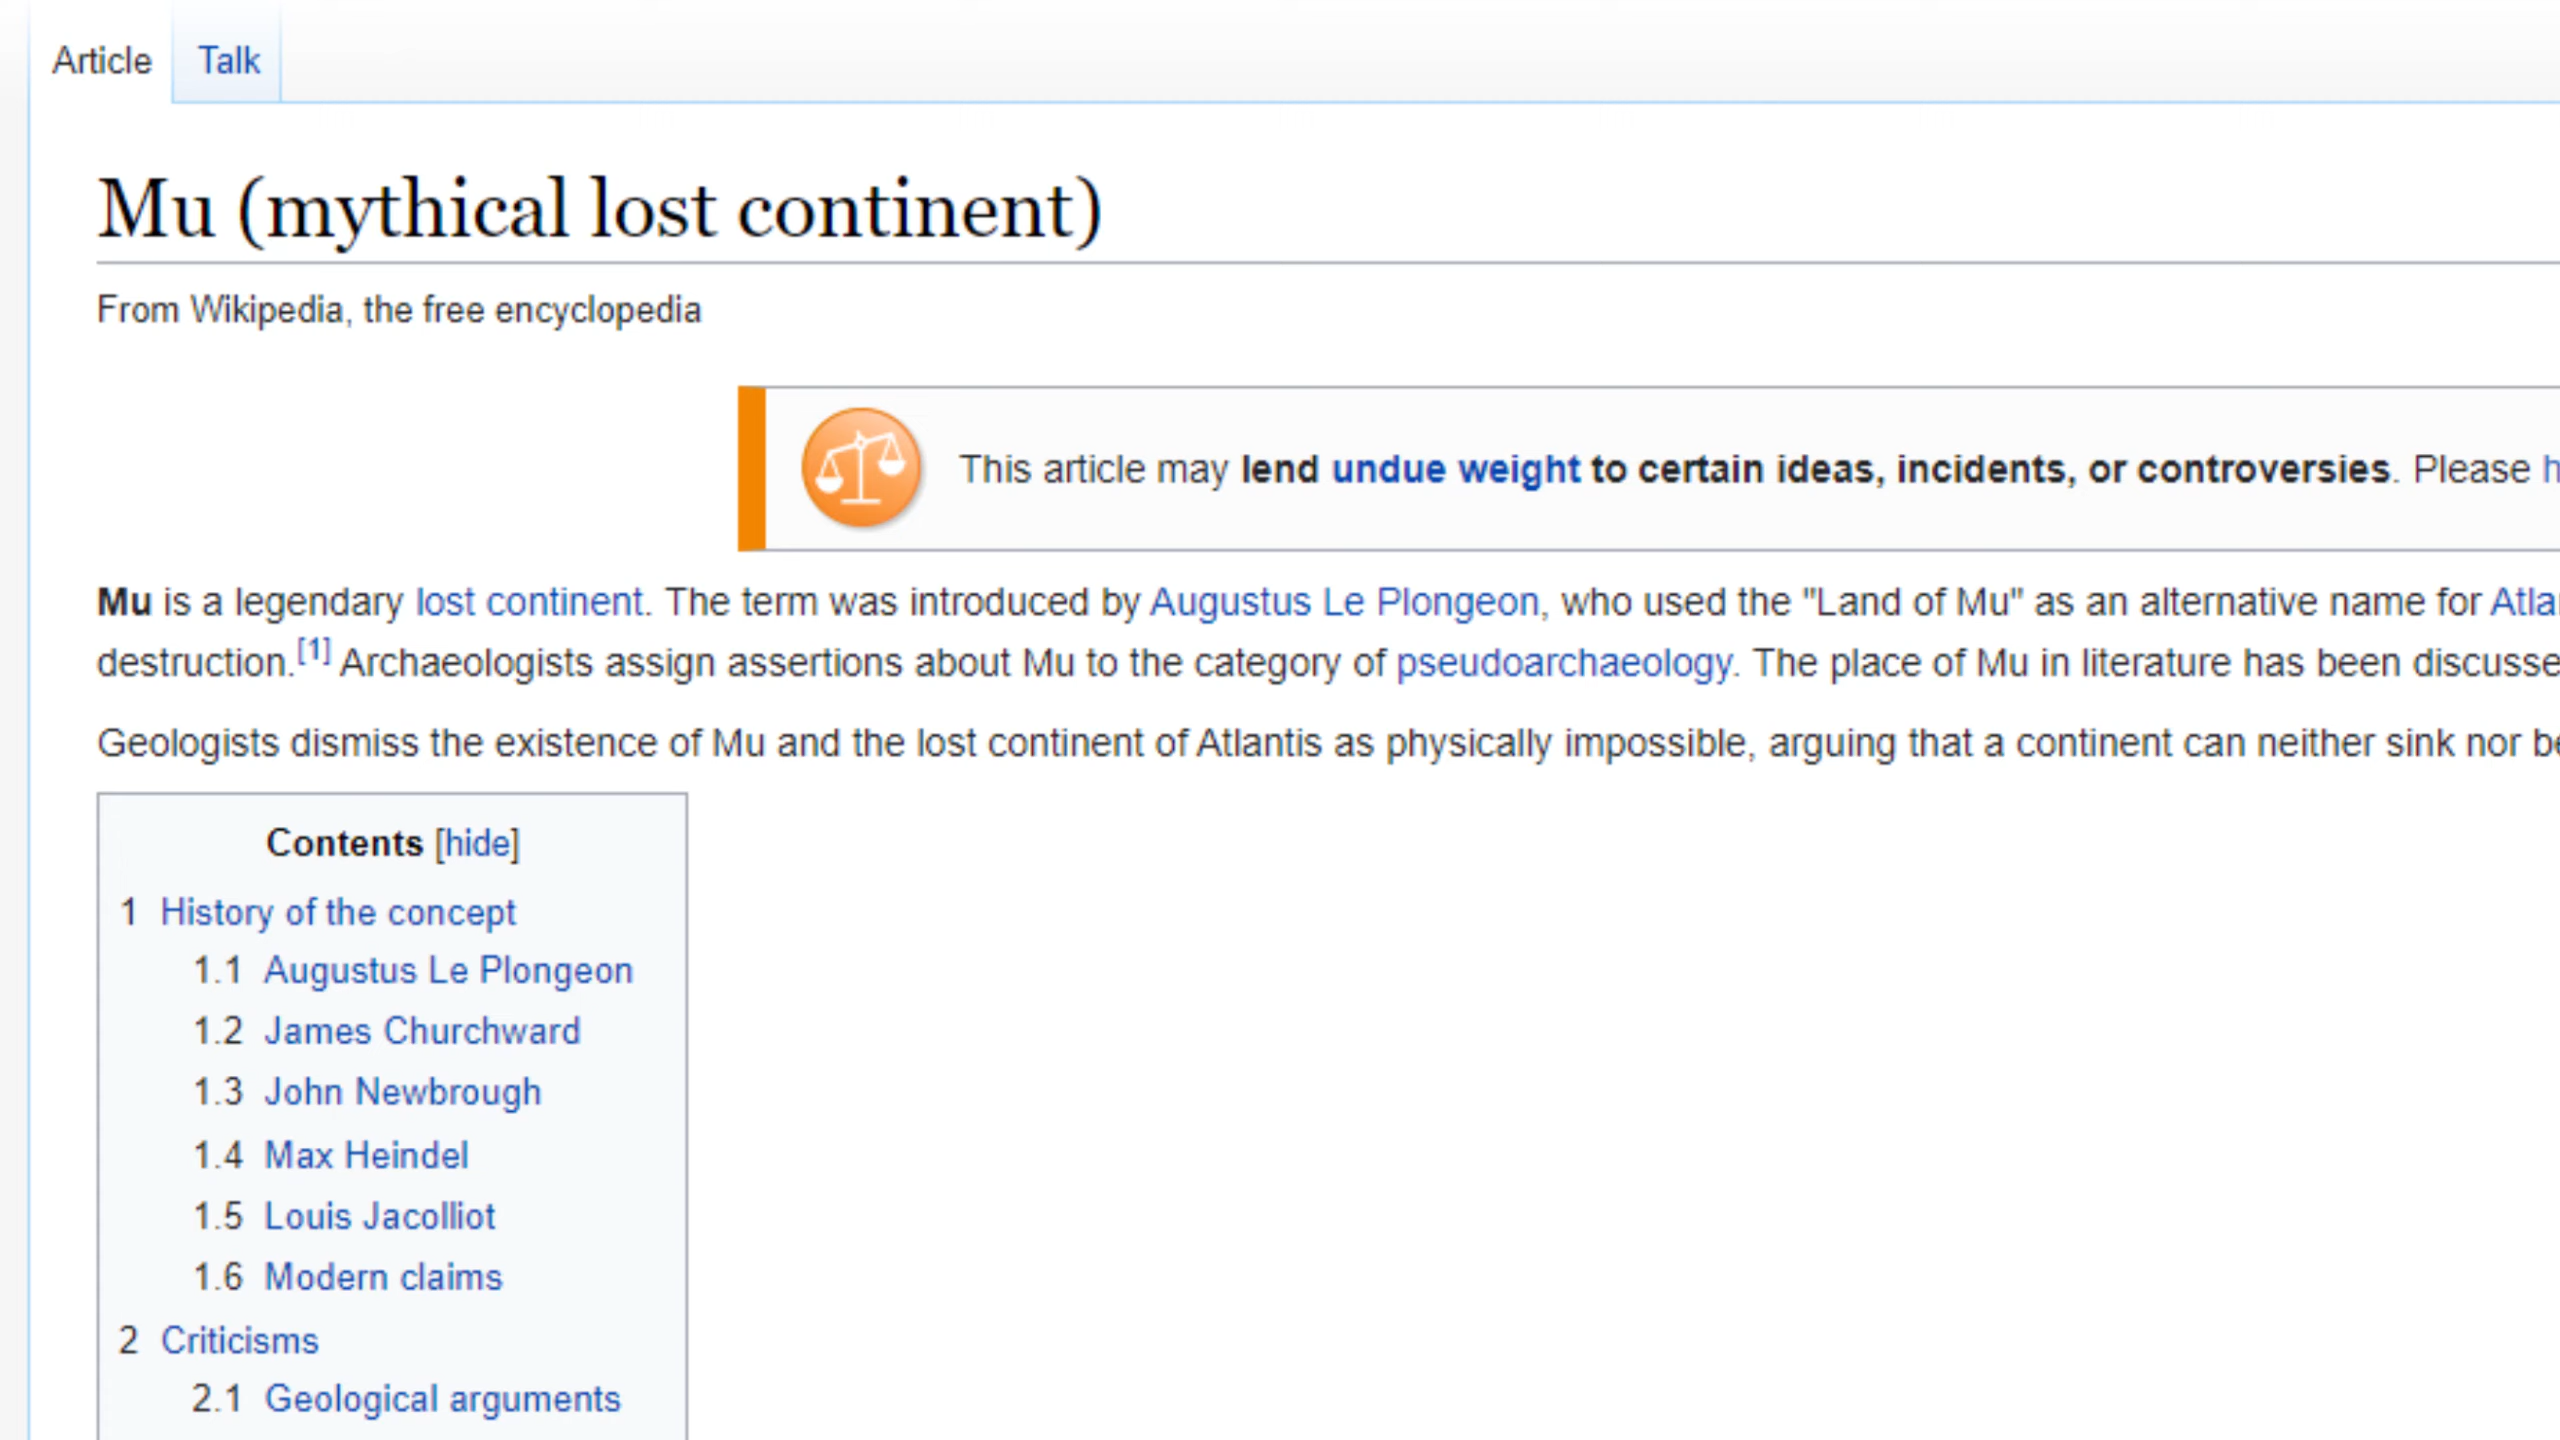 Article Talk
Mu (mythical lost continent)
From Wikipedia, the free encyclopedia
This article may lend undue weight to certain ideas, incidents, or controversies. Please
Mu is a legendary lost continent. The term was introduced by Augustus Le Plongeon, who used the "Land of Mu" as an alternative name for
destruction.[1] Archaeologists assign assertions about Mu to the category of pseudoarchaeology. The place of Mu in literature has been
Geologists dismiss the existence of Mu and the lost continent of Atlantis as physically impossible, arguing that a continent can neither sink nor
Contents [hide]
1 History of the concept
1.1 Augustus Le Plongeon
1.2 James Churchward
1.3 John Newbrough
1.4 Max Heindel
1.5 Louis Jacolliot
1.6 Modern claims
2 Criticisms
2.1 Geological arguments